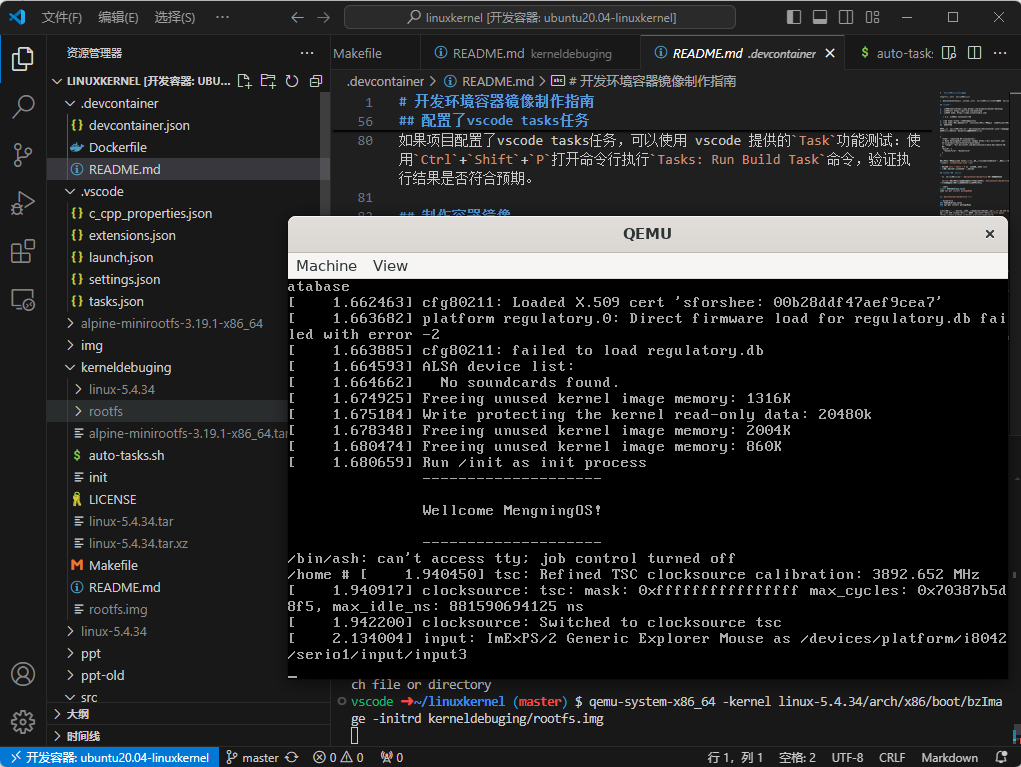 文件(F) 编辑(E) 选择(S) ··· linuxkernel [开发容器: ubuntu20.04-linuxkernel]
资源管理器 ···
LINUXKERNEL [开发容器: UBU...
.devcontainer
devcontainer.json
Dockerfile
README.md
.vscode
c_cpp_properties.json
extensions.json
launch.json
settings.json
tasks.json
alpine-minirootfs-3.19.1-x86_64
img
kerneldebuging
linux-5.4.34
rootfs
alpine-minirootfs-3.19.1-x86_64.tar
auto-tasks.sh
init
LICENSE
linux-5.4.34.tar
linux-5.4.34.tar.xz
Makefile
README.md
rootfs.img
linux-5.4.34
ppt
ppt-old
src
大纲
时间线
Makefile README.md kerneldebuging README.md .devcontainer auto-task: ···
.devcontainer > README.md > # 开发环境容器镜像制作指南
1 # 开发环境容器镜像制作指南
56 ## 配置了vscode tasks任务
80 如果项目配置了vscode tasks任务，可以使用 vscode 提供的`Task`功能测试：使
用`Ctrl`+`Shift`+`P`打开命令行执行`Tasks: Run Build Task`命令，验证执
行结果是否符合预期。
81
82 ## 制作容器镜像
QEMU
Machine View
atabase
[    1.662463] cfg80211: Loaded X.509 cert 'sforshee: 00b28ddf47aef9cea7'
[    1.663682] platform regulatory.0: Direct firmware load for regulatory.db fai
led with error -2
[    1.663885] cfg80211: failed to load regulatory.db
[    1.664593] ALSA device list:
[    1.664662]   No soundcards found.
[    1.674925] Freeing unused kernel image memory: 1316K
[    1.675184] Write protecting the kernel read-only data: 20480k
[    1.678348] Freeing unused kernel image memory: 2004K
[    1.680474] Freeing unused kernel image memory: 860K
[    1.680659] Run /init as init process
--------------------
Wellcome MengningOS!
--------------------
/bin/ash: can't access tty; job control turned off
/home # [    1.940450] tsc: Refined TSC clocksource calibration: 3892.652 MHz
[    1.940917] clocksource: tsc: mask: 0xffffffffffffffff max_cycles: 0x70387b5d
8f5, max_idle_ns: 881590694125 ns
[    1.942200] clocksource: Switched to clocksource tsc
[    2.134004] input: ImExPS/2 Generic Explorer Mouse as /devices/platform/i8042
/serio1/input/input3
ch file or directory
vscode ➜ ~/linuxkernel (master) $ qemu-system-x86_64 -kernel linux-5.4.34/arch/x86/boot/bzIma
ge -initrd kerneldebuging/rootfs.img
开发容器: ubuntu20.04-linuxkernel master 0 0 0 行 1，列 1 空格: 2 UTF-8 CRLF Markdown